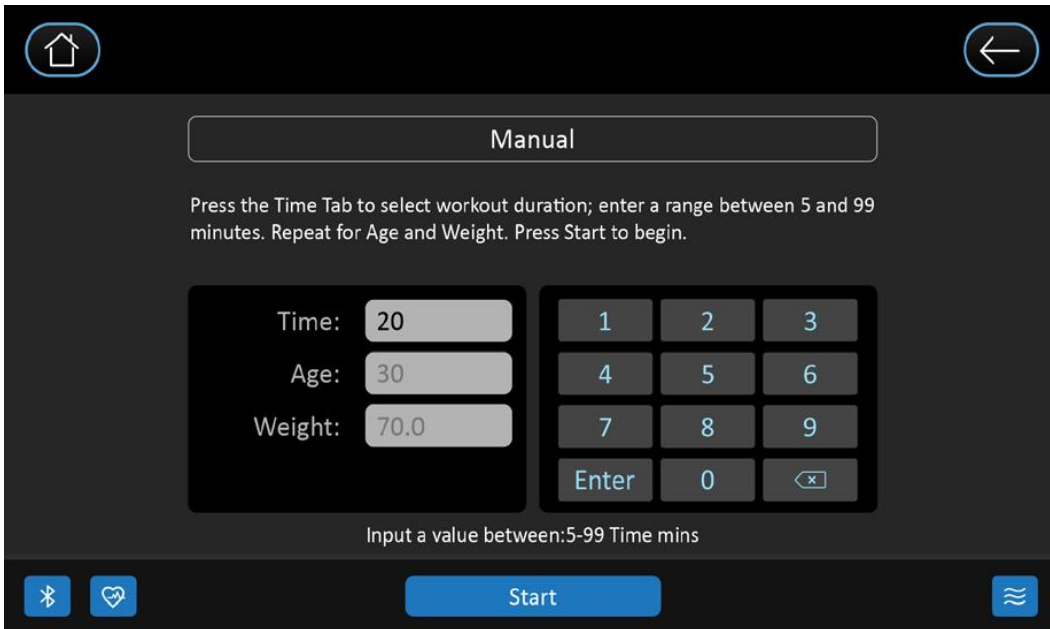 Manual
Press the Time Tab to select workout duration; enter a range between 5 and 99
minutes. Repeat for Age and Weight. Press Start to begin.
Time: 20
Age: 30
Weight: 70.0
1 2 3
4 5 6
7 8 9
Enter 0
Input a value between:5-99 Time mins
Start